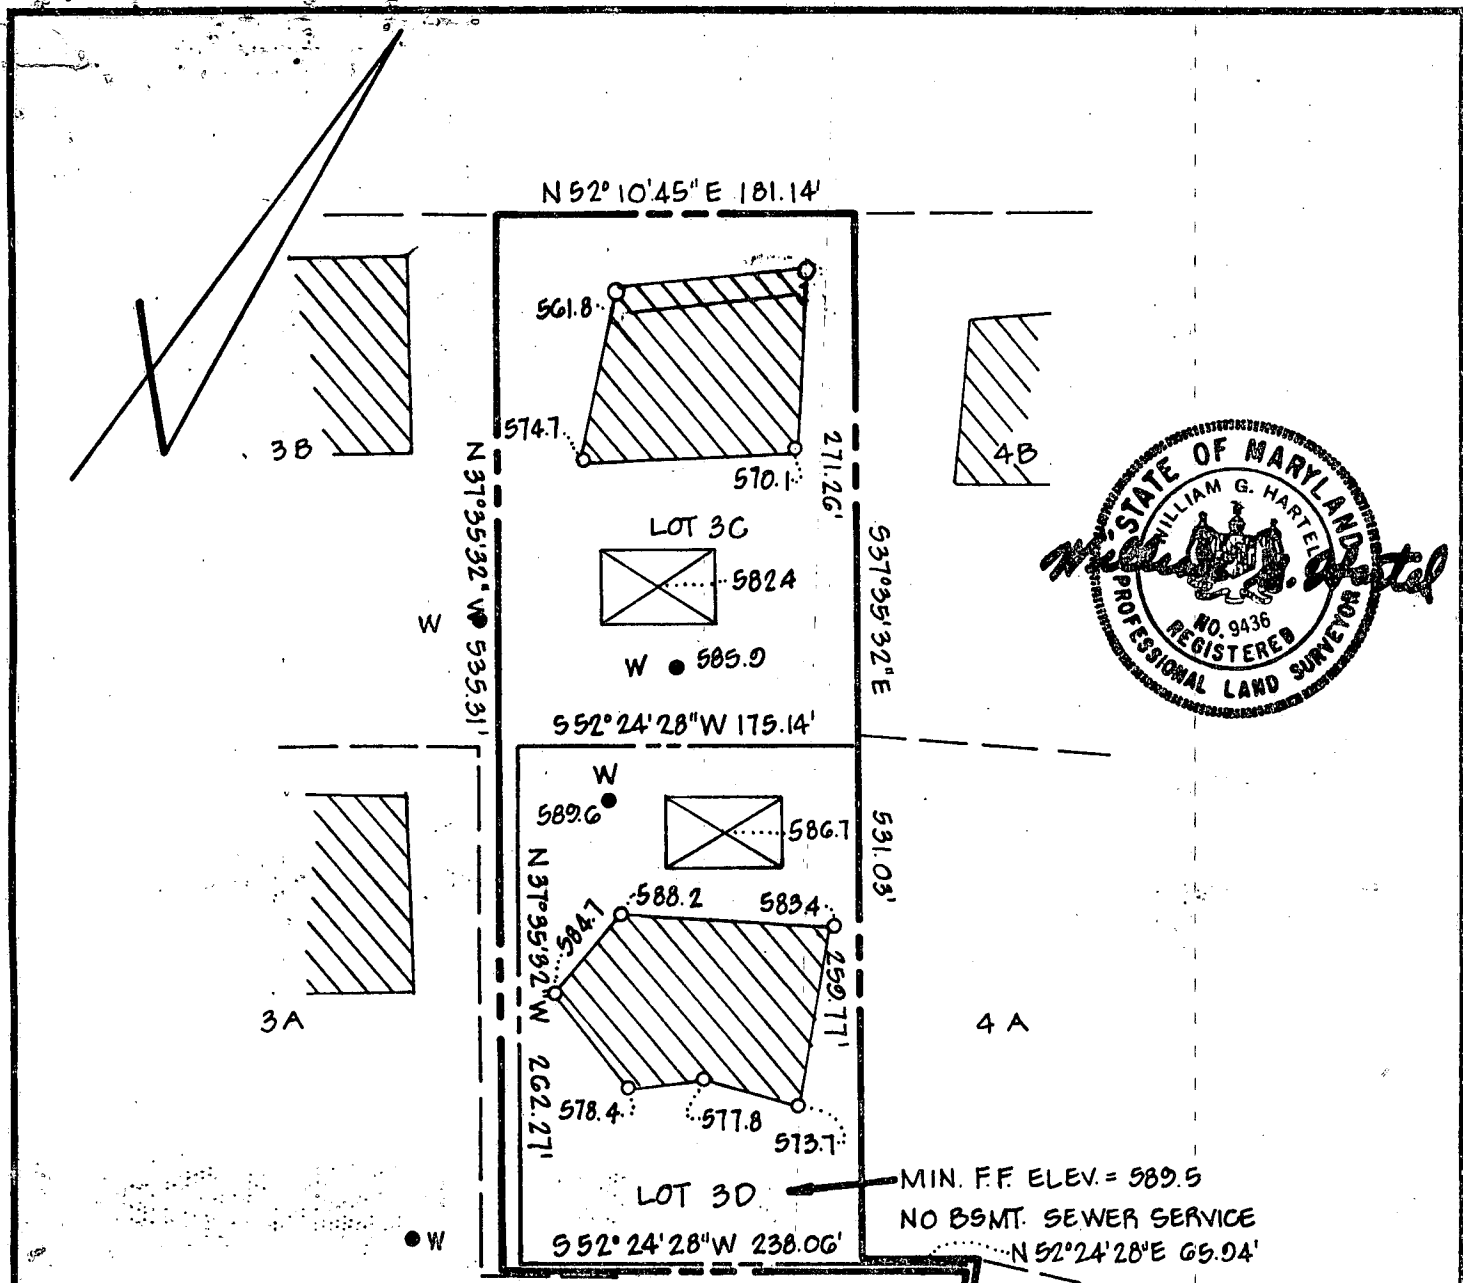 N 52° 10' 45" E 181.14'
561.8
574.7
570.1
3B
4B
271.26'
LOT 3C
582.4
W
W 585.9
N 37°35'32" W 535.31'
S37°35'32"E
531.03'
S 52° 24' 28" W 175.14'
W
589.6
586.7
588.2
583.4
584.7
N 37°35'32" W 262.27'
259.77'
578.4
577.8
573.7
3A
4 A
LOT 3D
MIN. F.F. ELEV. = 589.5
NO BSMT. SEWER SERVICE
N 52°24'28"E 65.94'
S 52° 24' 28" W 238.06'
W
STATE OF MARYLAND
WILLIAM G. HARTEL
NO. 9436
REGISTERED
PROFESSIONAL LAND SURVEYOR
William G. Hartel